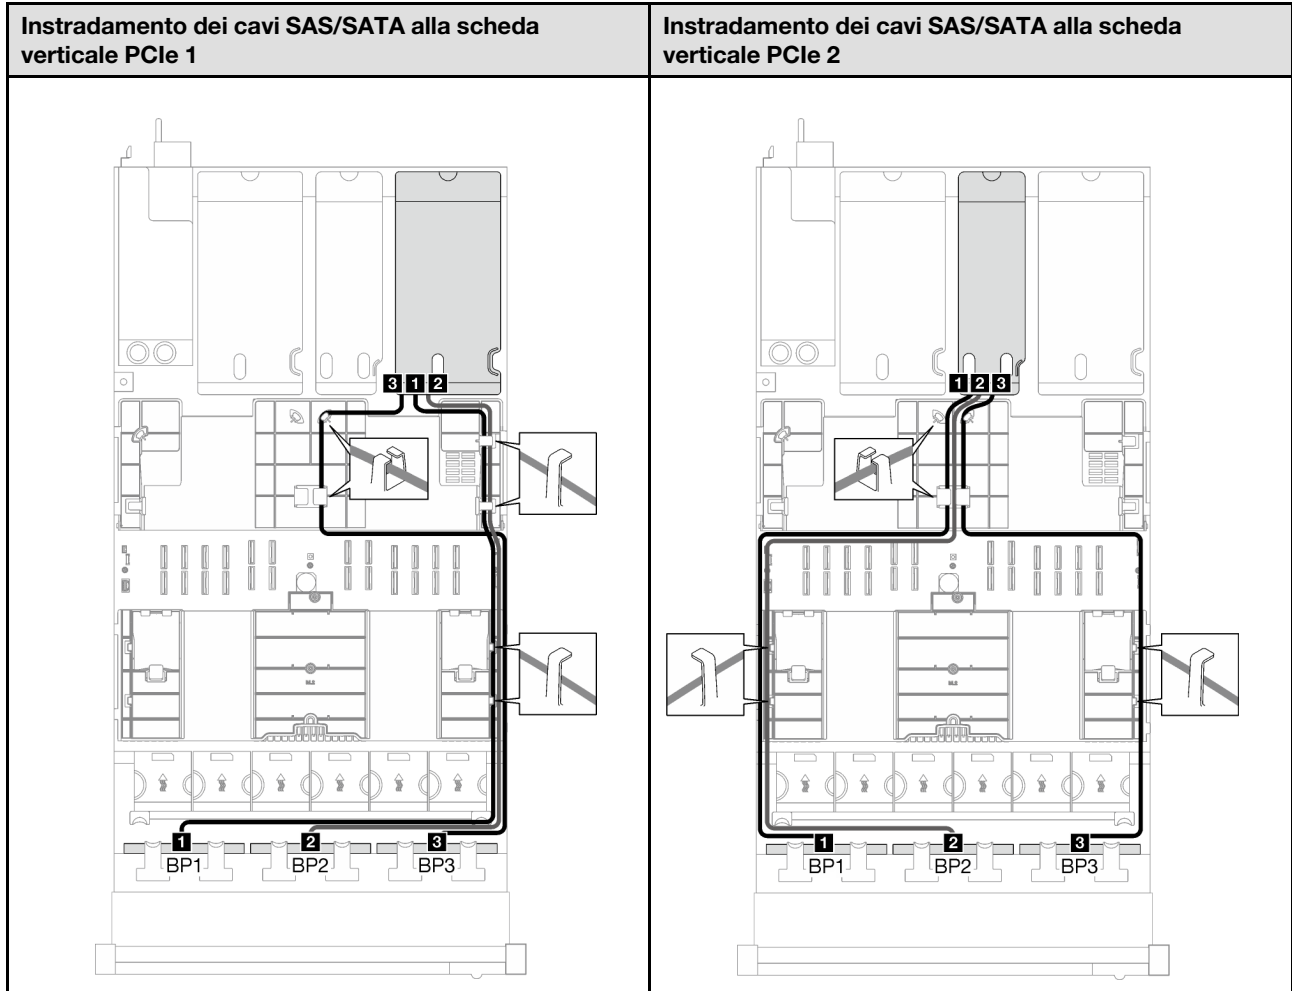 Instradamento dei cavi SAS/SATA alla scheda
verticale PCIe 1
Instradamento dei cavi SAS/SATA alla scheda
verticale PCIe 2
3 1 2
1 2 3
1 2 3
BP1 BP2 BP3
1 2 3
BP1 BP2 BP3